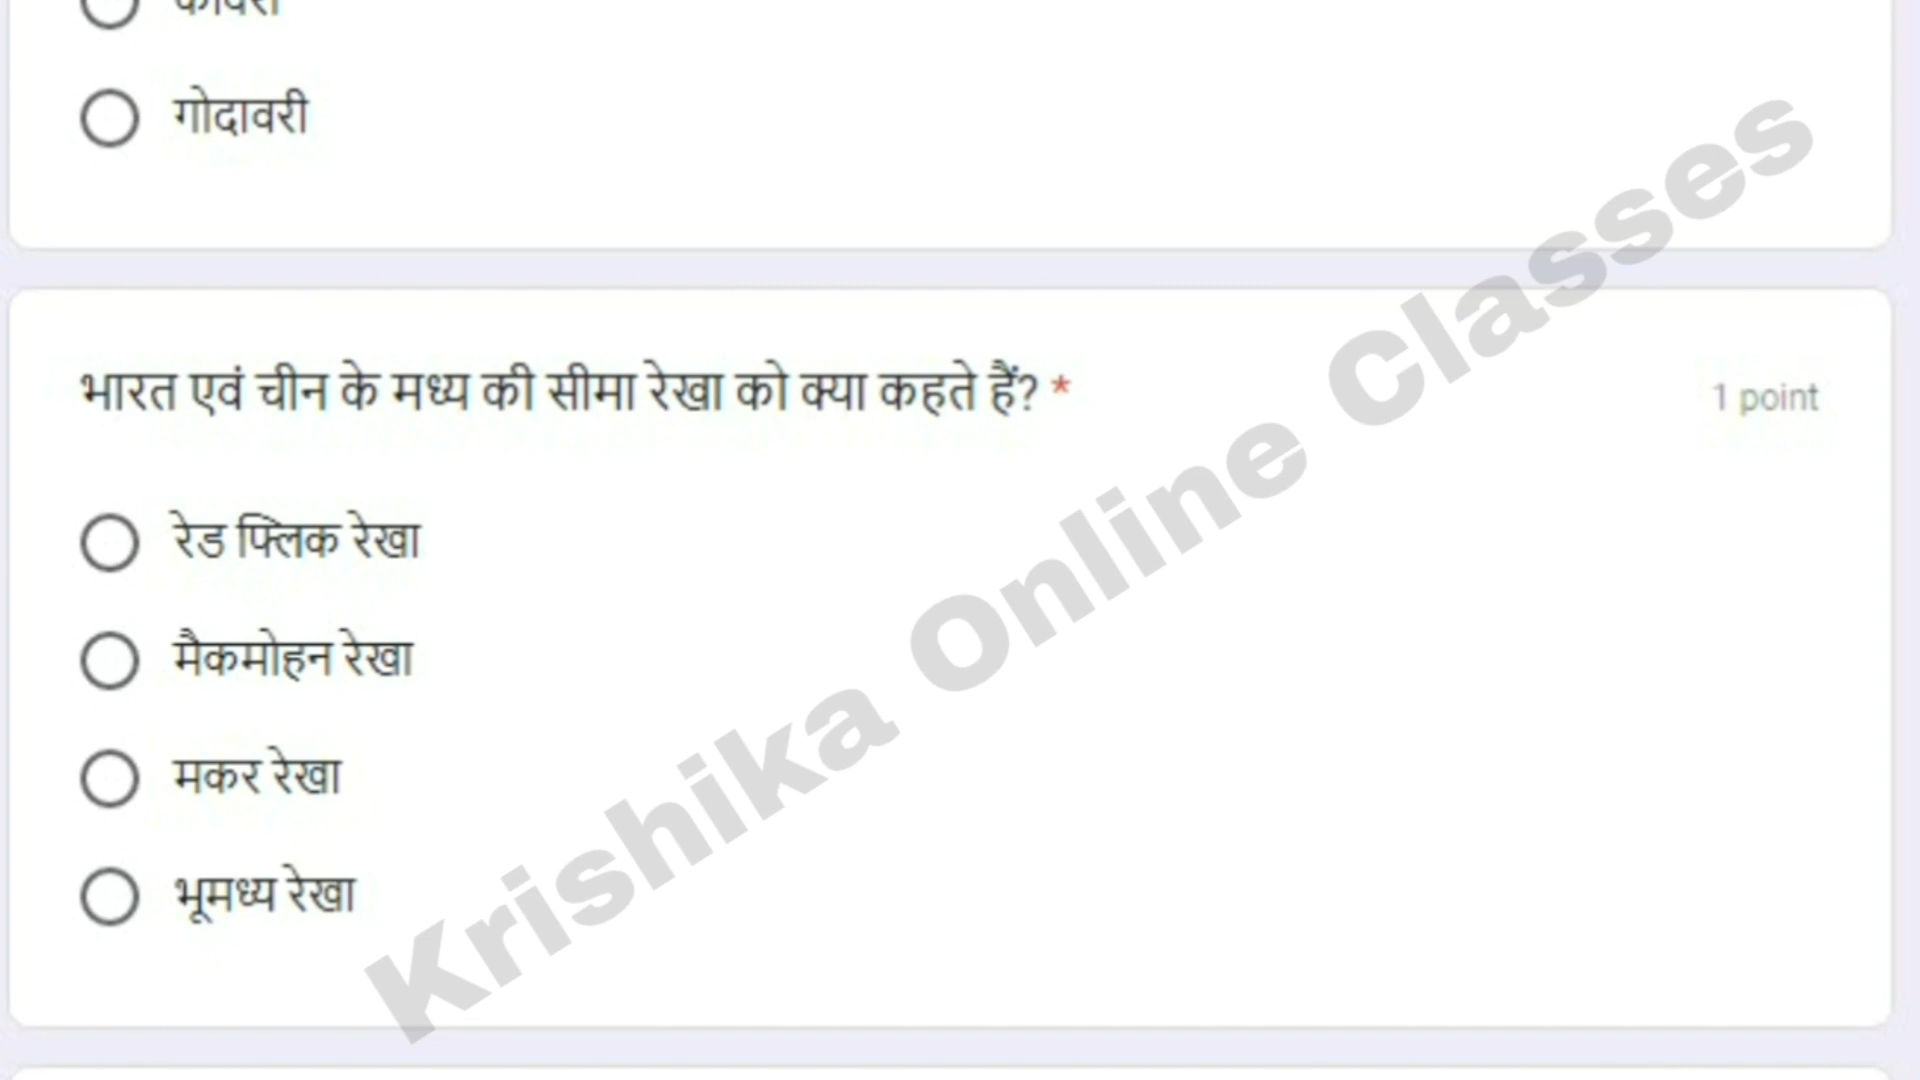 गोदावरी
भारत एवं चीन के मध्य की सीमा रेखा को क्या कहते हैं? *
1 point
रेड फ्लिक रेखा
मैकमोहन रेखा
मकर रेखा
भूमध्य रेखा
Krishika Online Classes